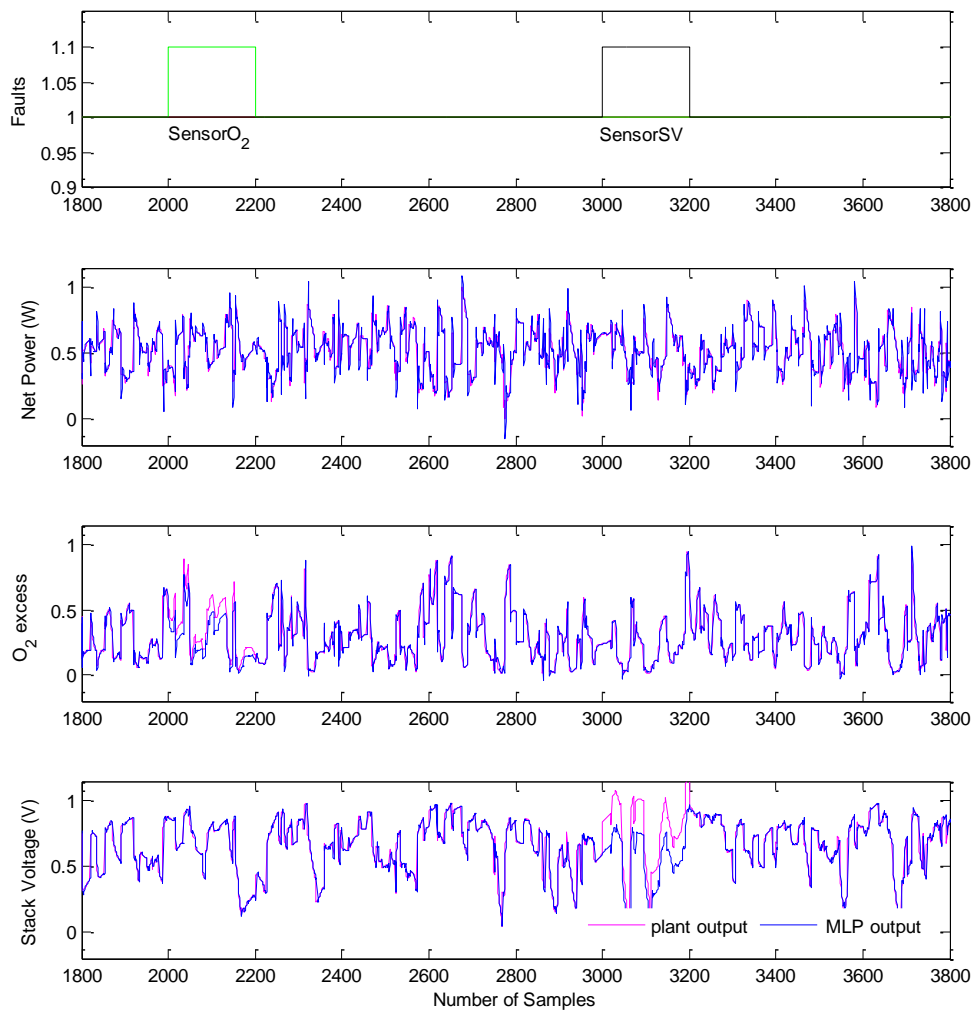 Faults
1.1
1.05
1
0.95
0.9
SensorO2
SensorSV
1800 2000 2200 2400 2600 2800 3000 3200 3400 3600 3800
Net Power (W)
1
0.5
0
1800 2000 2200 2400 2600 2800 3000 3200 3400 3600 3800
O2 excess
1
0.5
0
1800 2000 2200 2400 2600 2800 3000 3200 3400 3600 3800
Stack Voltage (V)
1
0.5
0
plant output
MLP output
1800 2000 2200 2400 2600 2800 3000 3200 3400 3600 3800
Number of Samples